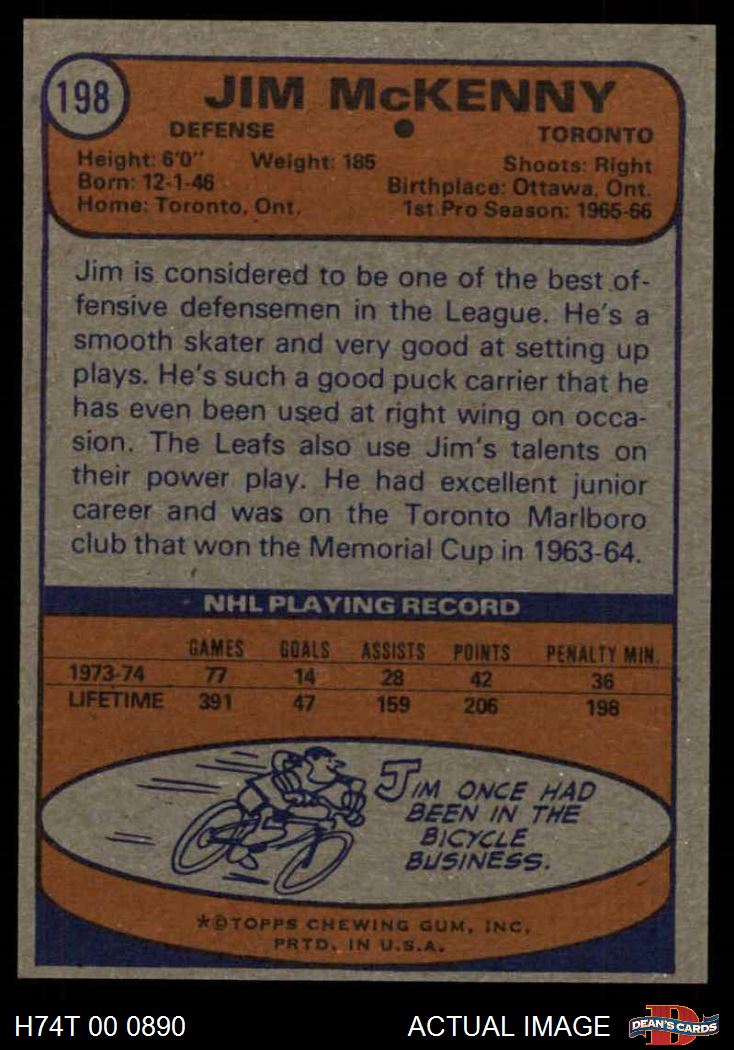 198
JIM McKENNY
DEFENSE ● TORONTO
Height: 6'0" Weight: 185 Shoots: Right
Born: 12-1-46 Birthplace: Ottawa, Ont.
Home: Toronto, Ont. 1st Pro Season: 1965-66
Jim is considered to be one of the best of-
fensive defensemen in the League. He's a
smooth skater and very good at setting up
plays. He's such a good puck carrier that he
has even been used at right wing on occa-
sion. The Leafs also use Jim's talents on
their power play. He had excellent junior
career and was on the Toronto Marlboro
club that won the Memorial Cup in 1963-64.
NHL PLAYING RECORD
GAMES GOALS ASSISTS POINTS PENALTY MIN.
1973-74 77 14 28 42 36
LIFETIME 391 47 159 206 198
JIM ONCE HAD
BEEN IN THE
BICYCLE
BUSINESS.
*©TOPPS CHEWING GUM, INC.
PRTD. IN U.S.A.
H74T 00 0890 ACTUAL IMAGE D DEAN'S CARDS